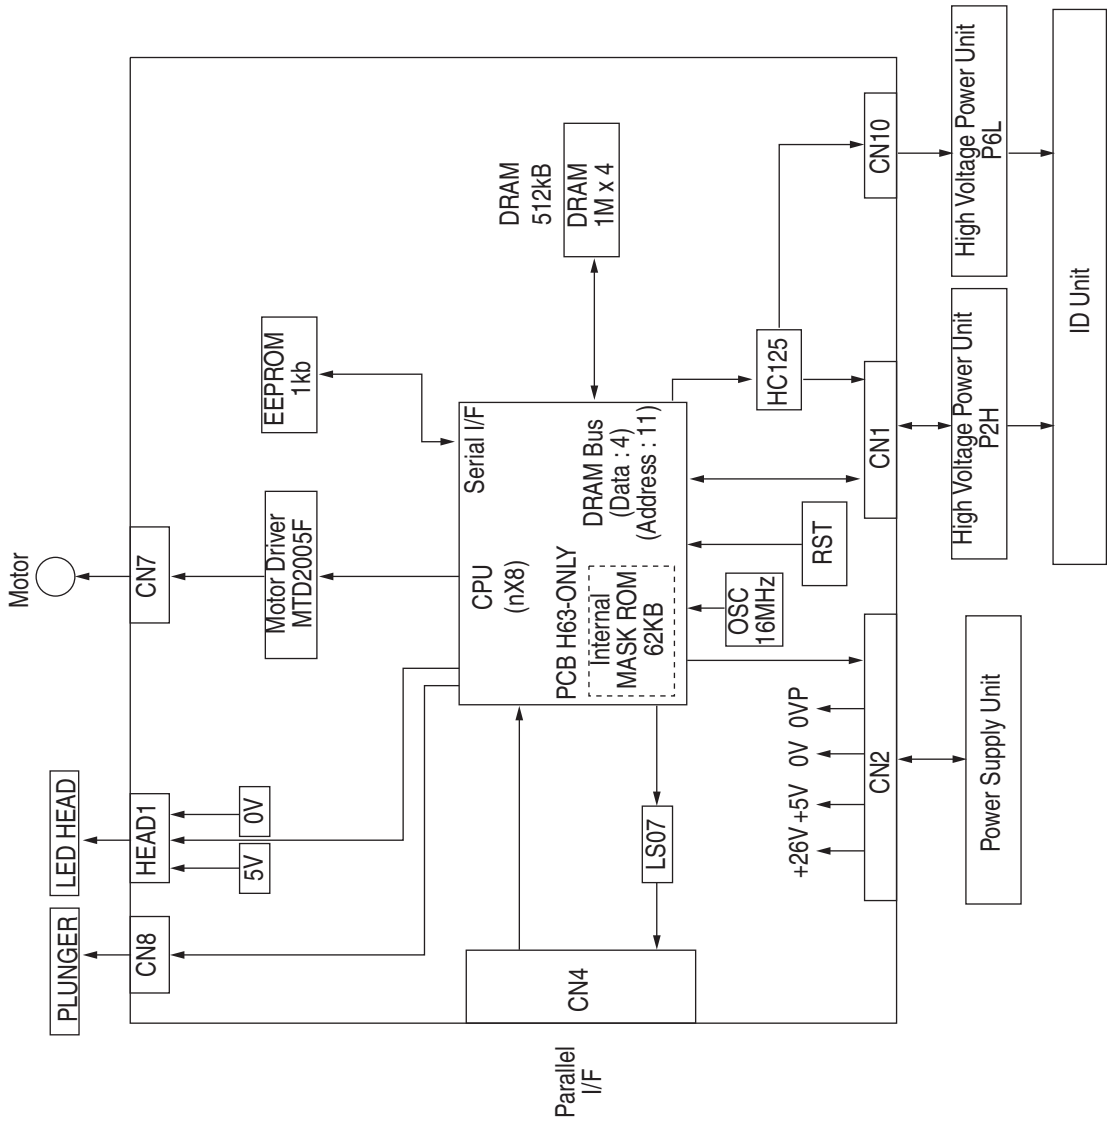 Motor
CN7
Motor Driver
MTD2005F
EEPROM
1kb
DRAM
512kB
DRAM
1M x 4
LED HEAD
HEAD1
0V
5V
PLUNGER
CN8
CPU
(nX8)
Serial I/F
PCB H63-ONLY
Internal
MASK ROM
62KB
DRAM Bus
(Data : 4)
(Address : 11)
Parallel
I/F
CN4
LS07
OSC
16MHz
RST
HC125
+26V
+5V
0V
0VP
CN2
CN1
CN10
Power Supply Unit
High Voltage Power Unit
P2H
High Voltage Power Unit
P6L
ID Unit